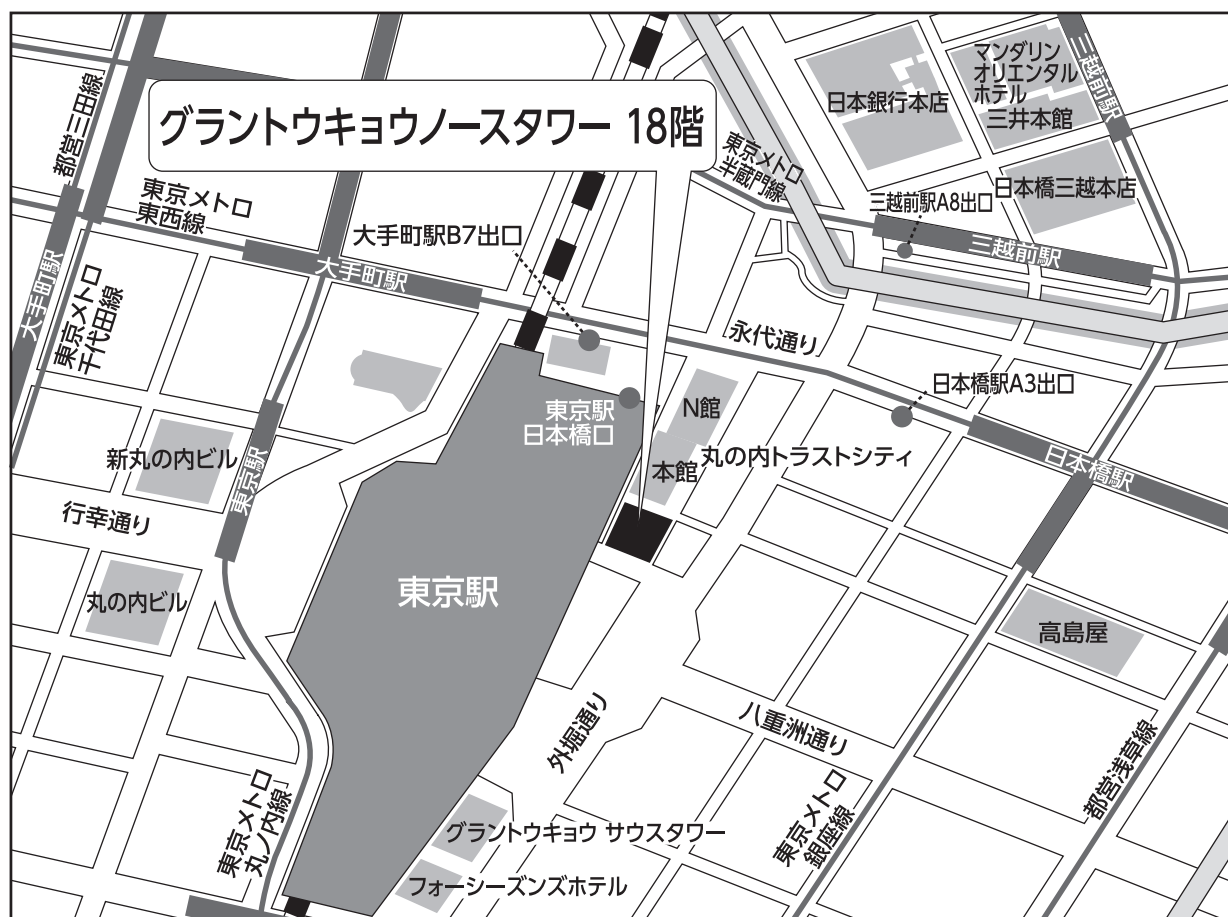 グラントウキョウノースタワー 18階
都営三田線
東京メトロ
東西線
大手町駅
東京メトロ
千代田線
大手町駅B7出口
大手町駅
東京メトロ
半蔵門線
日本銀行本店
マンダリン
オリエンタル
ホテル
三井本館
三越前駅
日本橋三越本店
三越前駅A8出口
三越前駅
永代通り
日本橋駅A3出口
日本橋駅
東京駅
日本橋口
N館
本館
丸の内トラストシティ
新丸の内ビル
東京駅
行幸通り
丸の内ビル
東京駅
高島屋
外堀通り
八重洲通り
東京メトロ
丸ノ内線
グラントウキョウ サウスタワー
フォーシーズンズホテル
東京メトロ
銀座線
都営浅草線